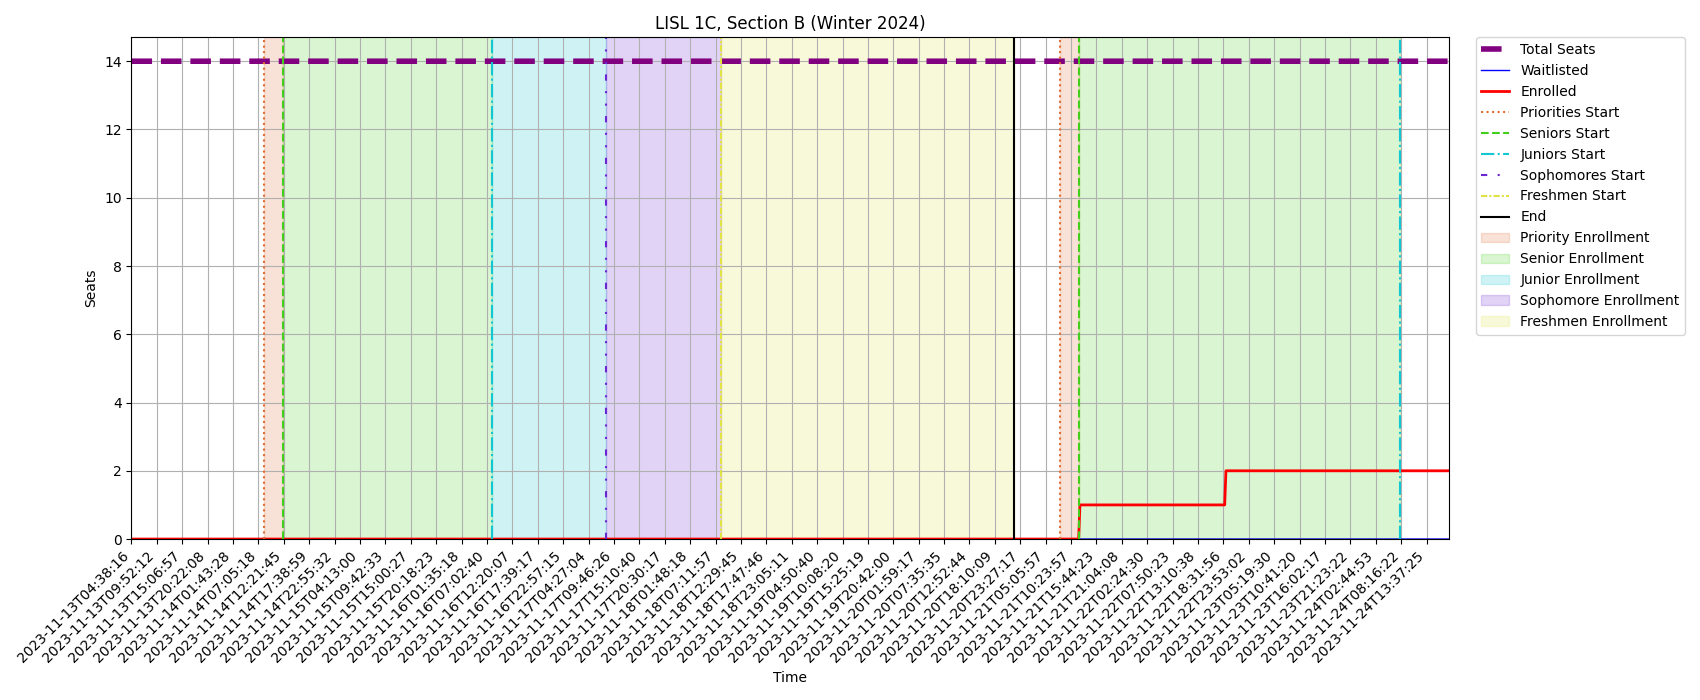 LISL 1C, Section B (Winter 2024)
Seats
14
12
10
8
6
4
2
0
2023-11-13T04:38:16
2023-11-13T09:52:12
2023-11-13T15:06:57
2023-11-13T20:22:08
2023-11-14T01:43:28
2023-11-14T07:05:18
2023-11-14T12:21:45
2023-11-14T17:38:59
2023-11-14T22:55:32
2023-11-15T04:13:00
2023-11-15T09:42:33
2023-11-15T15:00:27
2023-11-15T20:18:23
2023-11-16T01:35:18
2023-11-16T07:02:40
2023-11-16T12:20:07
2023-11-16T17:39:17
2023-11-16T22:57:15
2023-11-17T04:27:04
2023-11-17T09:46:26
2023-11-17T15:10:40
2023-11-17T20:30:17
2023-11-18T01:48:18
2023-11-18T07:11:57
2023-11-18T12:29:45
2023-11-18T17:47:46
2023-11-18T23:05:11
2023-11-19T04:50:40
2023-11-19T10:08:20
2023-11-19T15:25:19
2023-11-19T20:42:00
2023-11-20T01:59:17
2023-11-20T07:35:35
2023-11-20T12:52:44
2023-11-20T18:10:09
2023-11-20T23:27:17
2023-11-21T05:05:57
2023-11-21T10:23:57
2023-11-21T15:44:23
2023-11-21T21:04:08
2023-11-22T02:24:30
2023-11-22T07:50:23
2023-11-22T13:10:38
2023-11-22T18:31:56
2023-11-22T23:53:02
2023-11-23T05:19:30
2023-11-23T10:41:20
2023-11-23T16:02:17
2023-11-23T21:23:22
2023-11-24T02:44:53
2023-11-24T08:16:22
2023-11-24T13:37:25
Time
Total Seats
Waitlisted
Enrolled
Priorities Start
Seniors Start
Juniors Start
Sophomores Start
Freshmen Start
End
Priority Enrollment
Senior Enrollment
Junior Enrollment
Sophomore Enrollment
Freshmen Enrollment